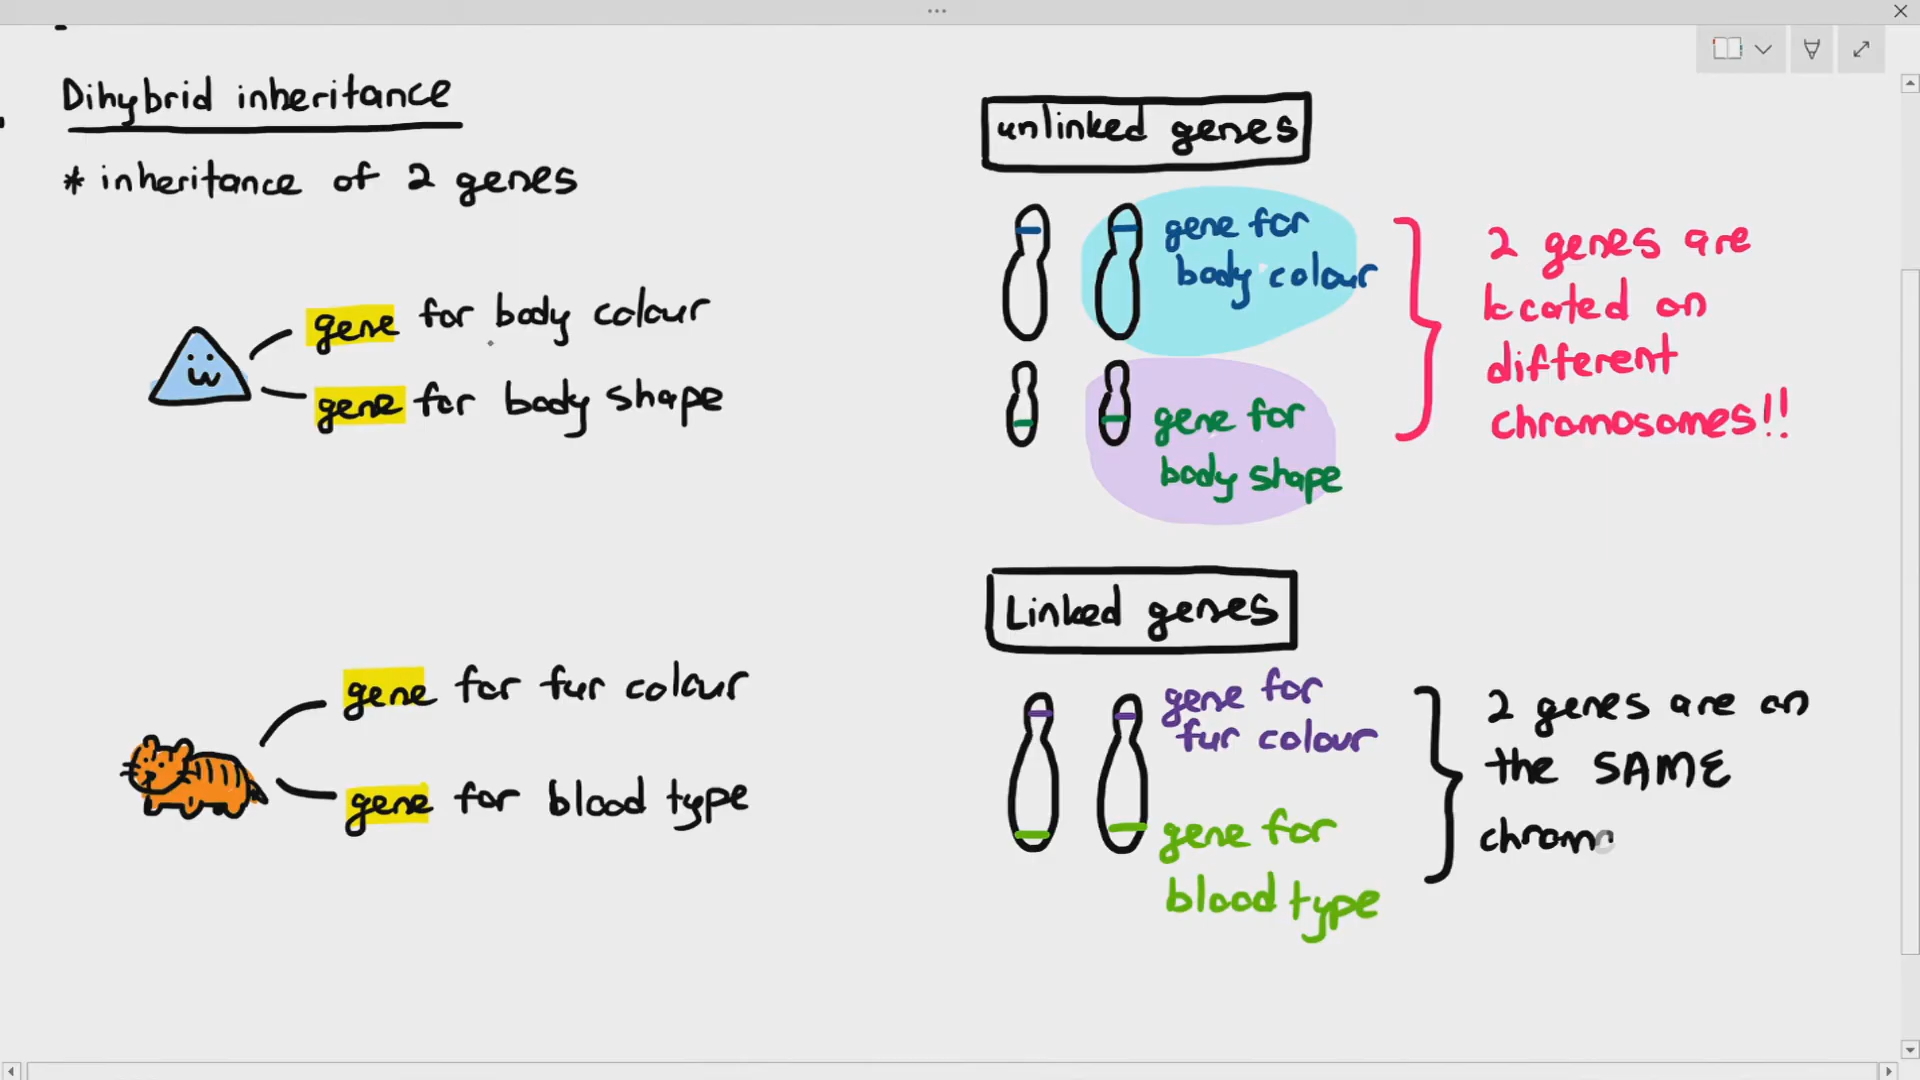 Dihybrid inheritance
* inheritance of 2 genes
gene for body colour
gene for body shape
gene for fur colour
gene for blood type
unlinked genes
gene for
body colour
gene for
body shape
2 genes are
located on
different
chromosomes!!
Linked genes
gene for
fur colour
gene for
blood type
2 genes are on
the SAME
chromo